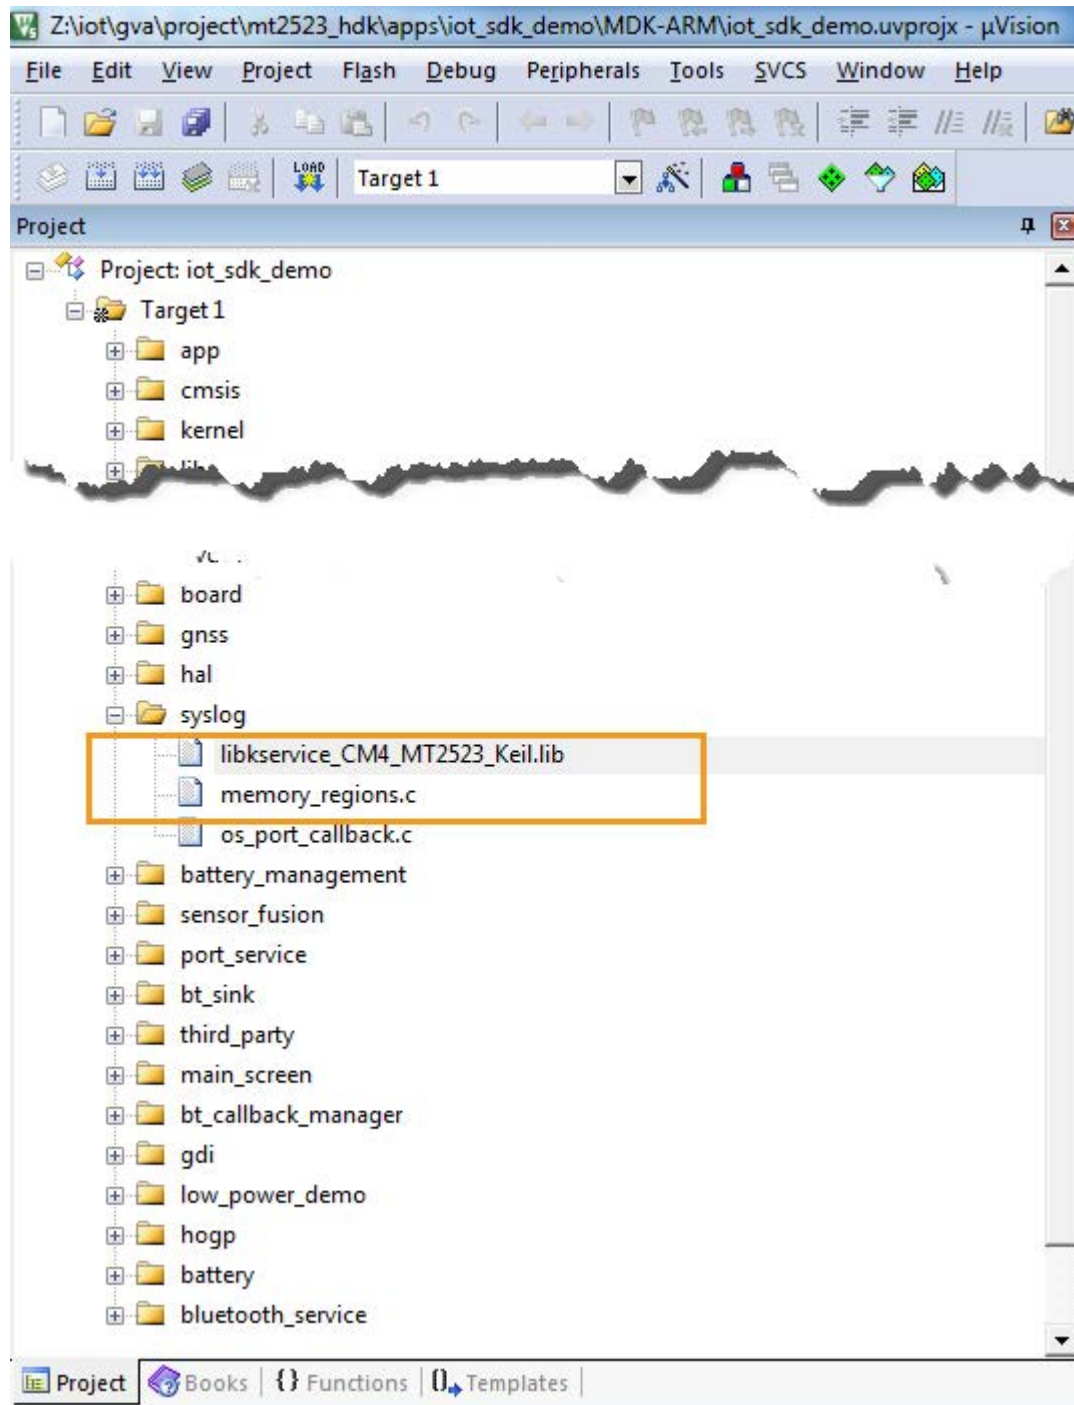 Z:\iot\gva\project\mt2523_hdk\apps\iot_sdk_demo\MDK-ARM\iot_sdk_demo.uvprojx - µVision
File Edit View Project Flash Debug Peripherals Tools SVCS Window Help
LOAD Target 1
Project
Project: iot_sdk_demo
Target 1
app
cmsis
kernel
board
gnss
hal
syslog
libkservice_CM4_MT2523_Keil.lib
memory_regions.c
os_port_callback.c
battery_management
sensor_fusion
port_service
bt_sink
third_party
main_screen
bt_callback_manager
gdi
low_power_demo
hogp
battery
bluetooth_service
Project Books {} Functions 0 Templates